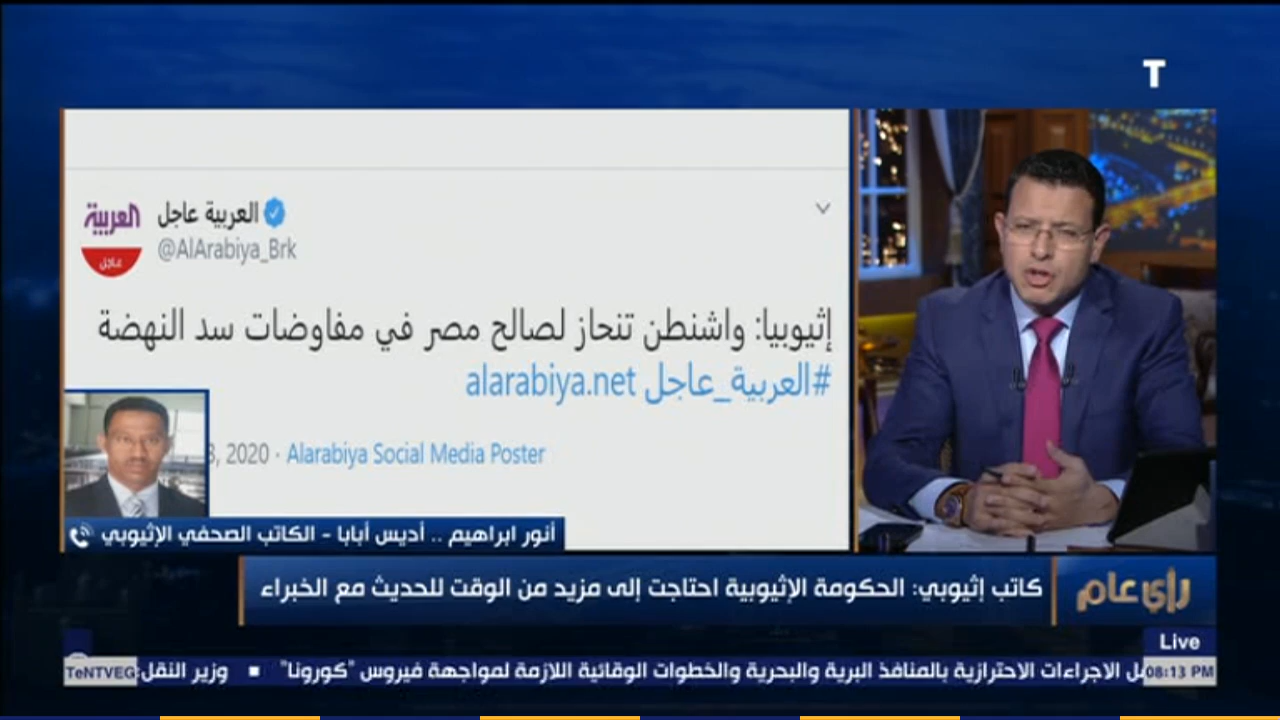 T
العربية
عاجل
العربية عاجل
@AlArabiya_Brk
إثيوبيا: واشنطن تنحاز لصالح مصر في مفاوضات سد النهضة
#العربية_عاجل alarabiya.net
3, 2020 · Alarabiya Social Media Poster
أنور ابراهيم .. أديس أبابا - الكاتب الصحفي الإثيوبي
رأي عام
كاتب إثيوبي: الحكومة الإثيوبية احتاجت إلى مزيد من الوقت للحديث مع الخبراء
Live
08:13 PM
الاجراءات الاحترازية بالمنافذ البرية والبحرية والخطوات الوقائية اللازمة لمواجهة فيروس "كورونا" ■ وزير النقل:
TeNTVEG